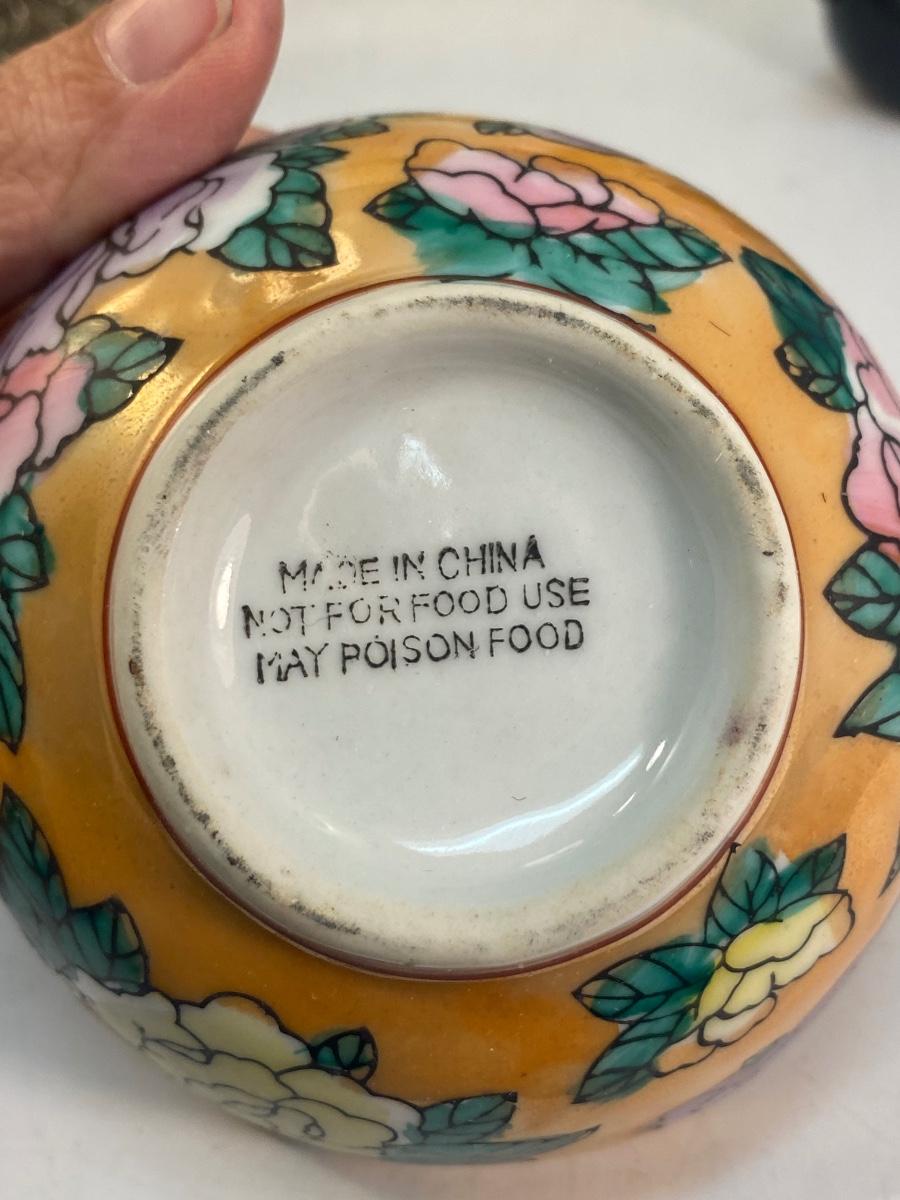 MADE IN CHINA
NOT FOR FOOD USE
MAY POISON FOOD